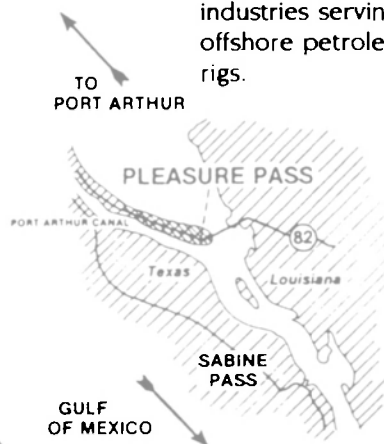 industries servin
offshore petrole
rigs.
TO
PORT ARTHUR
PLEASURE PASS
PORT ARTHUR CANAL
82
Texas
Louisiana
SABINE
PASS
GULF
OF MEXICO